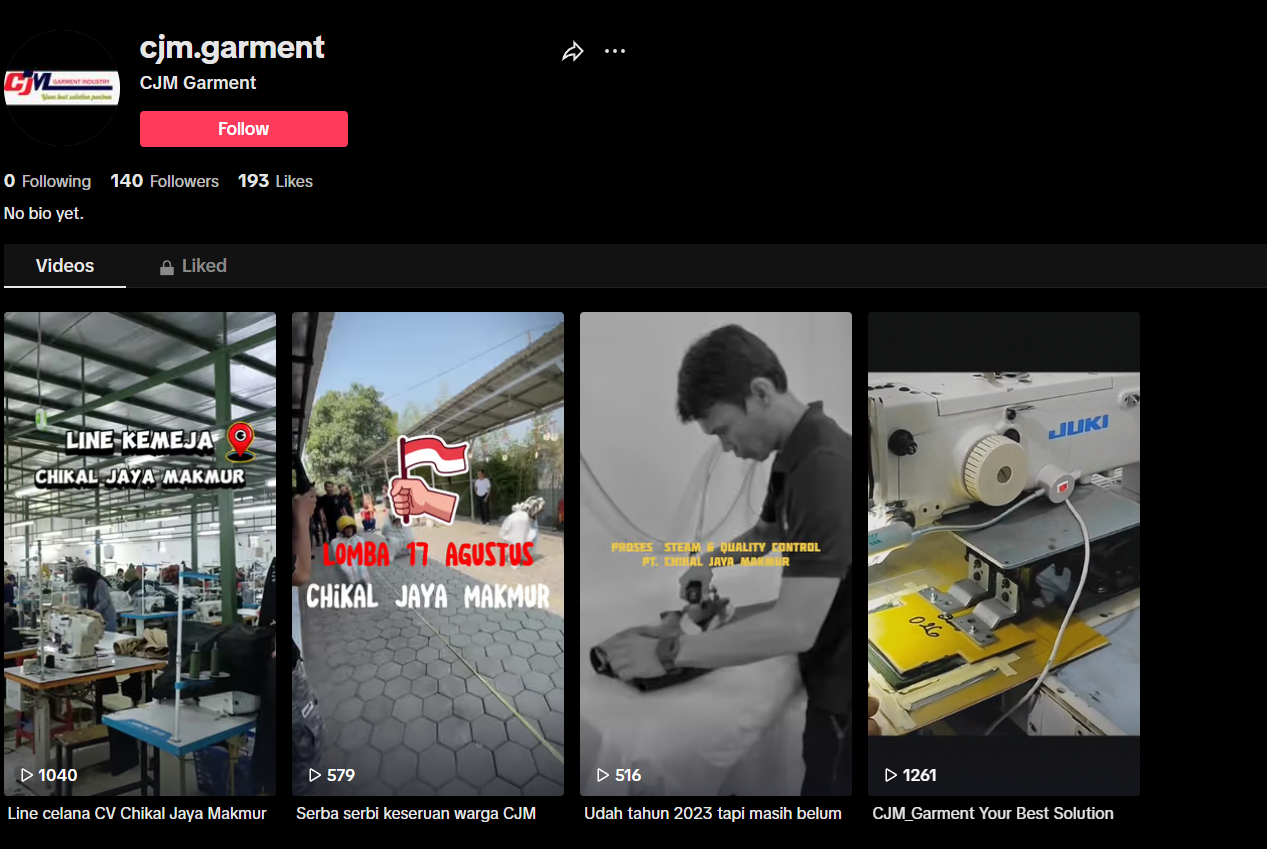 cjm.garment
CJM Garment
Follow
CJM GARMENT INDUSTRY
Your best solution partner
0 Following 140 Followers 193 Likes
No bio yet.
Videos Liked
LINE KEMEJA
CHIKAL JAYA MAKMUR
1040
Line celana CV Chikal Jaya Makmur
LOMBA 17 AGUSTUS
CHiKAL JAYA MAKMUR
579
Serba serbi keseruan warga CJM
PROSES STEAM & QUALITY CONTROL
PT. CHIKAL JAYA MAKMUR
516
Udah tahun 2023 tapi masih belum
JUKI
026
1261
CJM_Garment Your Best Solution